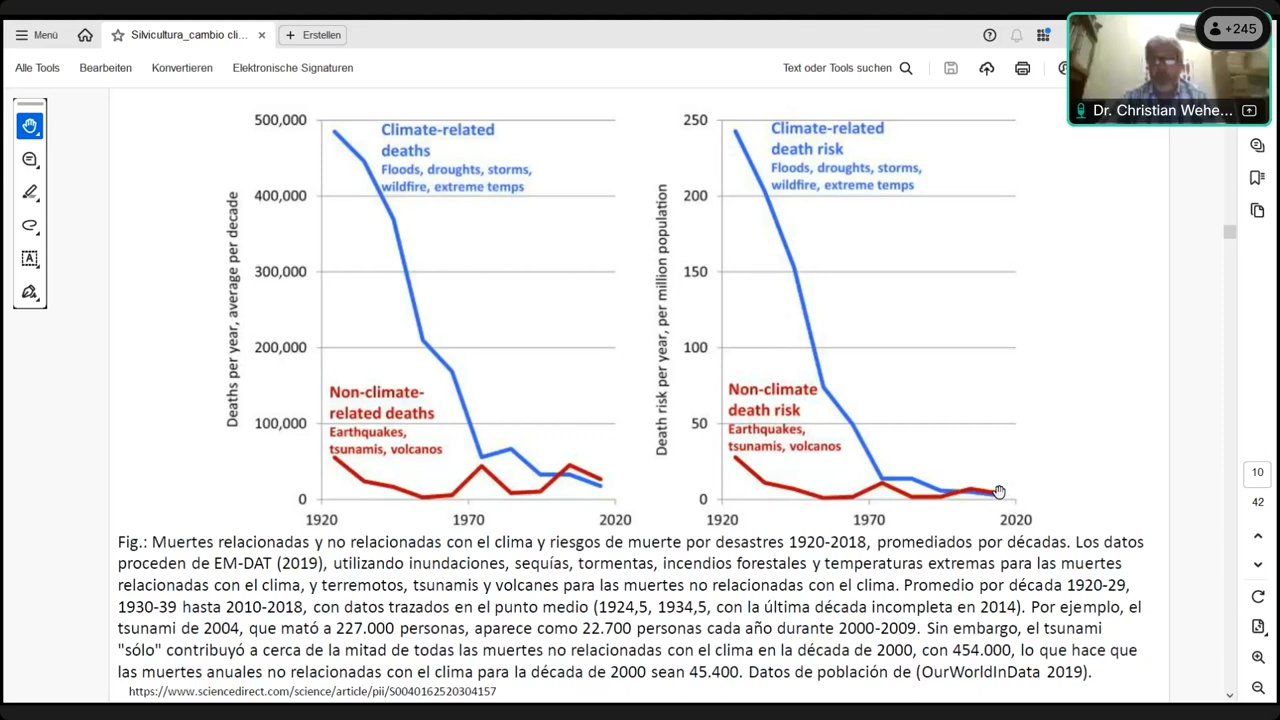 Menú
Silvicultura_cambio cli...
Erstellen
+245
Alle Tools
Bearbeiten
Konvertieren
Elektronische Signaturen
Text oder Tools suchen
Dr. Christian Wehe...
500,000
400,000
300,000
200,000
100,000
0
Deaths per year, average per decade
Climate-related
deaths
Floods, droughts, storms,
wildfire, extreme temps
Non-climate-
related deaths
Earthquakes,
tsunamis, volcanos
1920
1970
2020
250
200
150
100
50
0
Death risk per year, per million population
Climate-related
death risk
Floods, droughts, storms,
wildfire, extreme temps
Non-climate
death risk
Earthquakes,
tsunamis, volcanos
1920
1970
2020
10
42
Fig.: Muertes relacionadas y no relacionadas con el clima y riesgos de muerte por desastres 1920-2018, promediados por décadas. Los datos
proceden de EM-DAT (2019), utilizando inundaciones, sequías, tormentas, incendios forestales y temperaturas extremas para las muertes
relacionadas con el clima, y terremotos, tsunamis y volcanes para las muertes no relacionadas con el clima. Promedio por década 1920-29,
1930-39 hasta 2010-2018, con datos trazados en el punto medio (1924,5, 1934,5, con la última década incompleta en 2014). Por ejemplo, el
tsunami de 2004, que mató a 227.000 personas, aparece como 22.700 personas cada año durante 2000-2009. Sin embargo, el tsunami
"sólo" contribuyó a cerca de la mitad de todas las muertes no relacionadas con el clima en la década de 2000, con 454.000, lo que hace que
las muertes anuales no relacionadas con el clima para la década de 2000 sean 45.400. Datos de población de (OurWorldInData 2019).
https://www.sciencedirect.com/science/article/pii/S0040162520304157